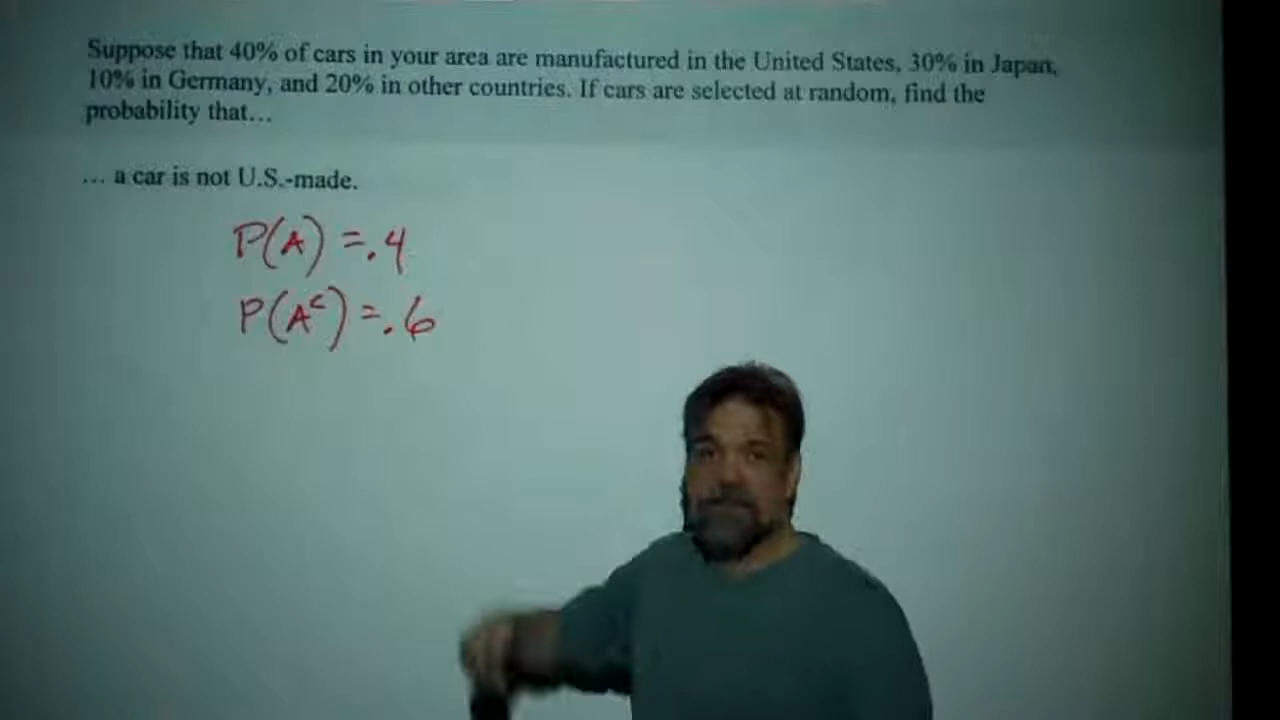 Suppose that 40% of cars in your area are manufactured in the United States, 30% in Japan,
10% in Germany, and 20% in other countries. If cars are selected at random, find the
probability that…
… a car is not U.S.-made.
P(A) = .4
P(Aᶜ) = .6